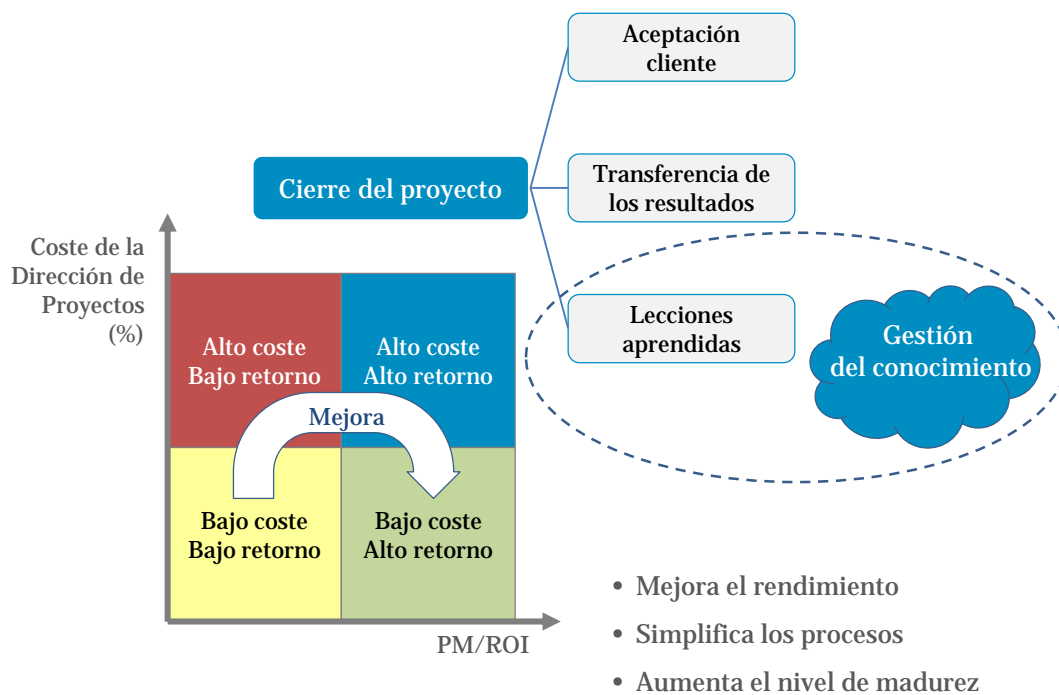 Aceptación
cliente
Cierre del proyecto
Transferencia de
los resultados
Lecciones
aprendidas
Gestión
del conocimiento
Coste de la
Dirección de
Proyectos
(%)
Alto coste
Bajo retorno
Alto coste
Alto retorno
Mejora
Bajo coste
Bajo retorno
Bajo coste
Alto retorno
PM/ROI
• Mejora el rendimiento
• Simplifica los procesos
• Aumenta el nivel de madurez